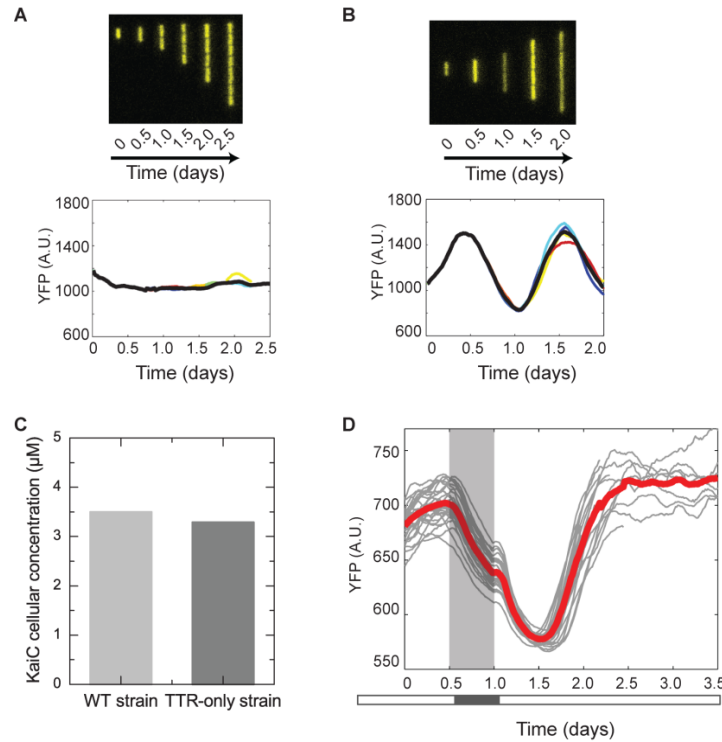 A
0 0.5 1.0 1.5 2.0 2.5
Time (days)
YFP (A.U.)
1800
1400
1000
600
0 0.5 1.0 1.5 2.0 2.5
Time (days)
B
0 0.5 1.0 1.5 2.0
Time (days)
YFP (A.U.)
1800
1400
1000
600
0 0.5 1.0 1.5 2.0
Time (days)
C
KaiC cellular concentration (μM)
5
4
3
2
1
0
WT strain TTR-only strain
D
YFP (A.U.)
750
700
650
600
550
0 0.5 1.0 1.5 2.0 2.5 3.0 3.5
Time (days)